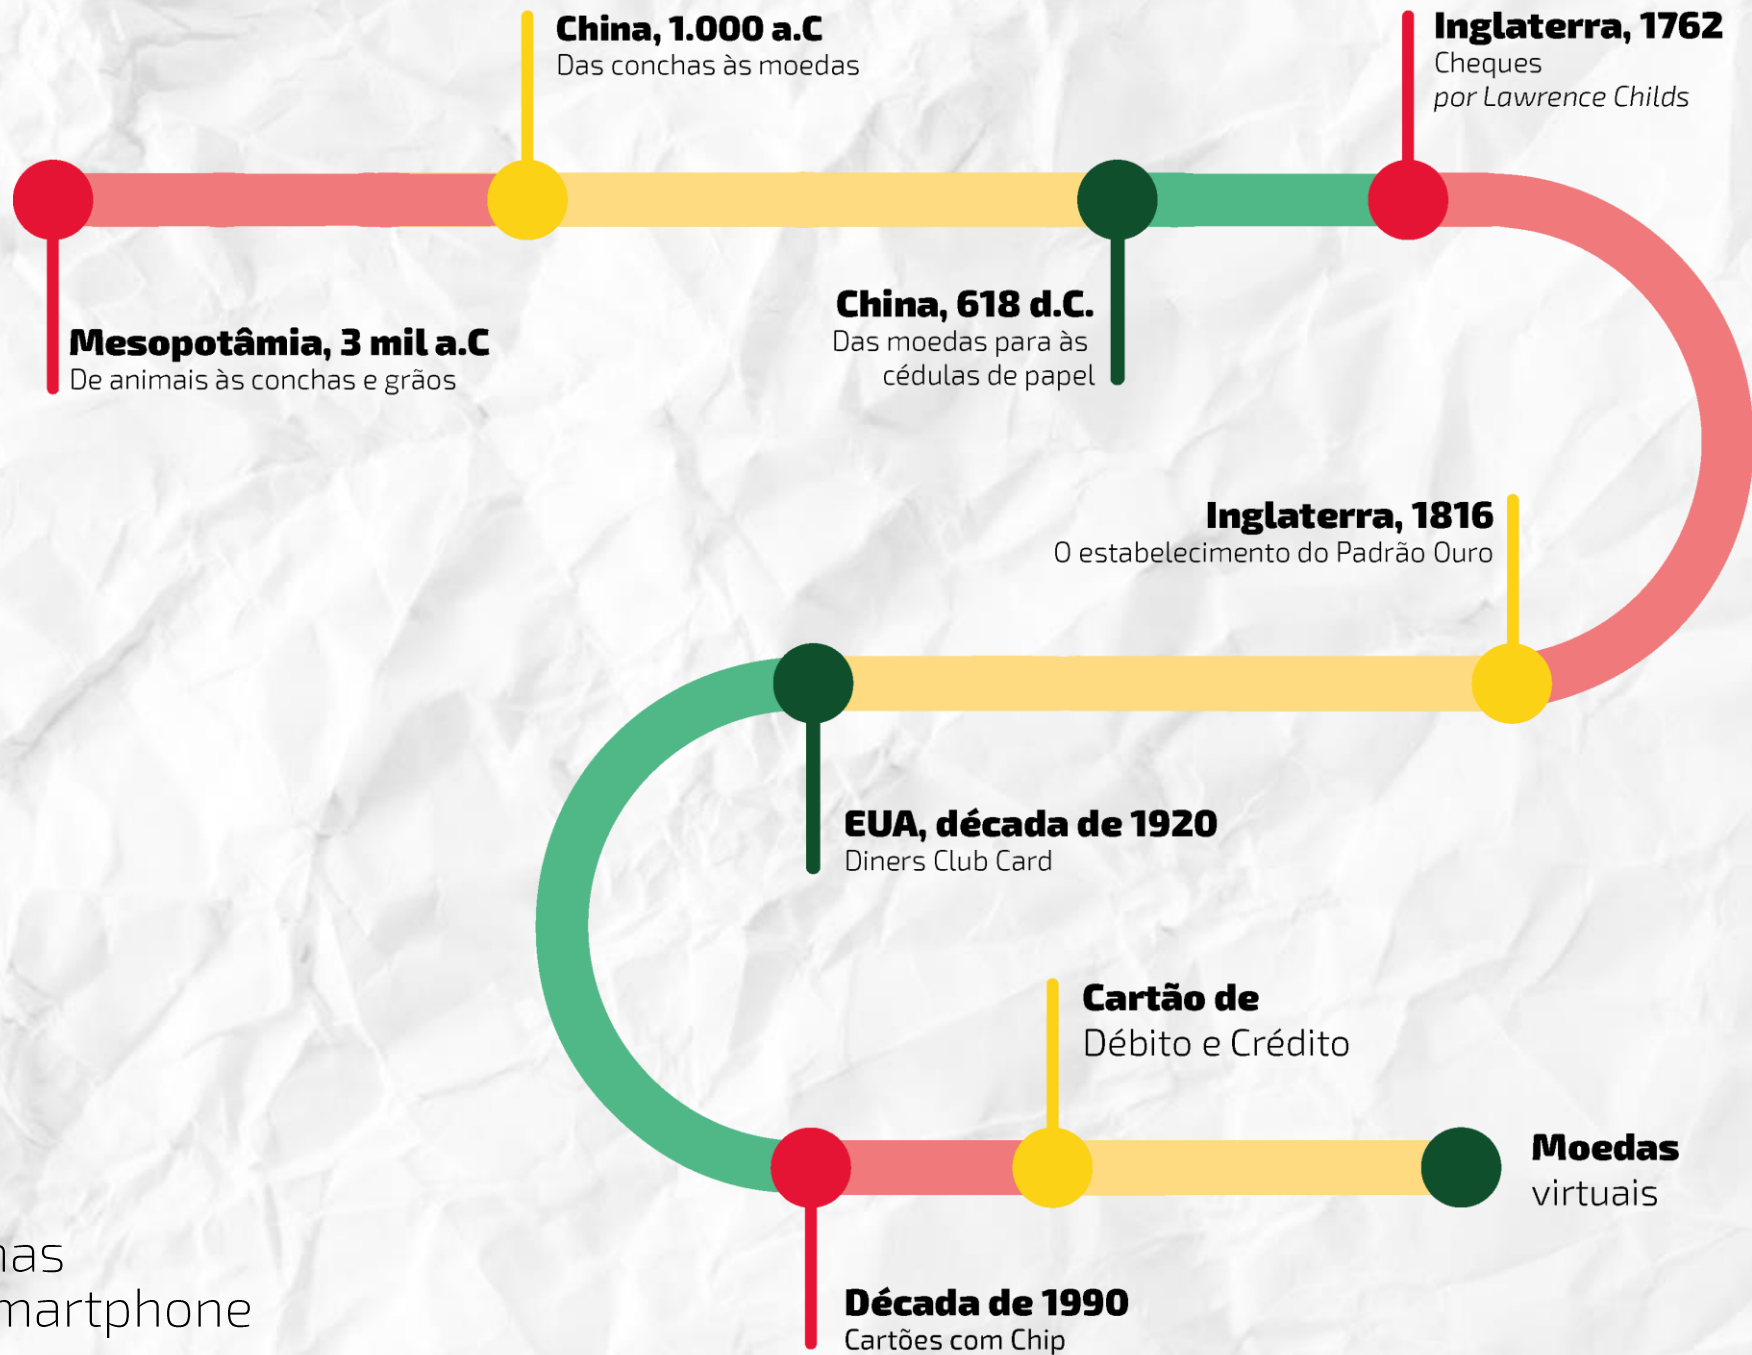 China, 1.000 a.C
Das conchas às moedas
Inglaterra, 1762
Cheques
por Lawrence Childs
Mesopotâmia, 3 mil a.C
De animais às conchas e grãos
China, 618 d.C.
Das moedas para às
cédulas de papel
Inglaterra, 1816
O estabelecimento do Padrão Ouro
EUA, década de 1920
Diners Club Card
Cartão de
Débito e Crédito
Moedas
virtuais
Década de 1990
Cartões com Chip